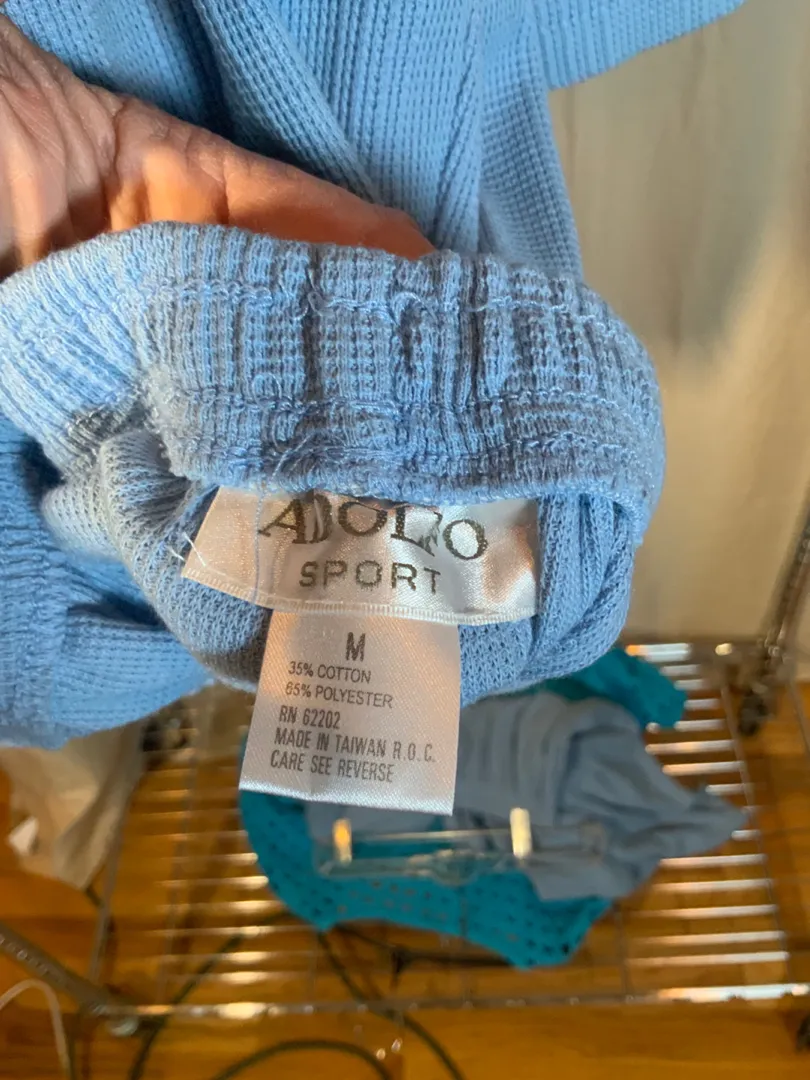 ADOLFO
SPORT
M
35% COTTON
65% POLYESTER
RN 62202
MADE IN TAIWAN R.O.C.
CARE SEE REVERSE